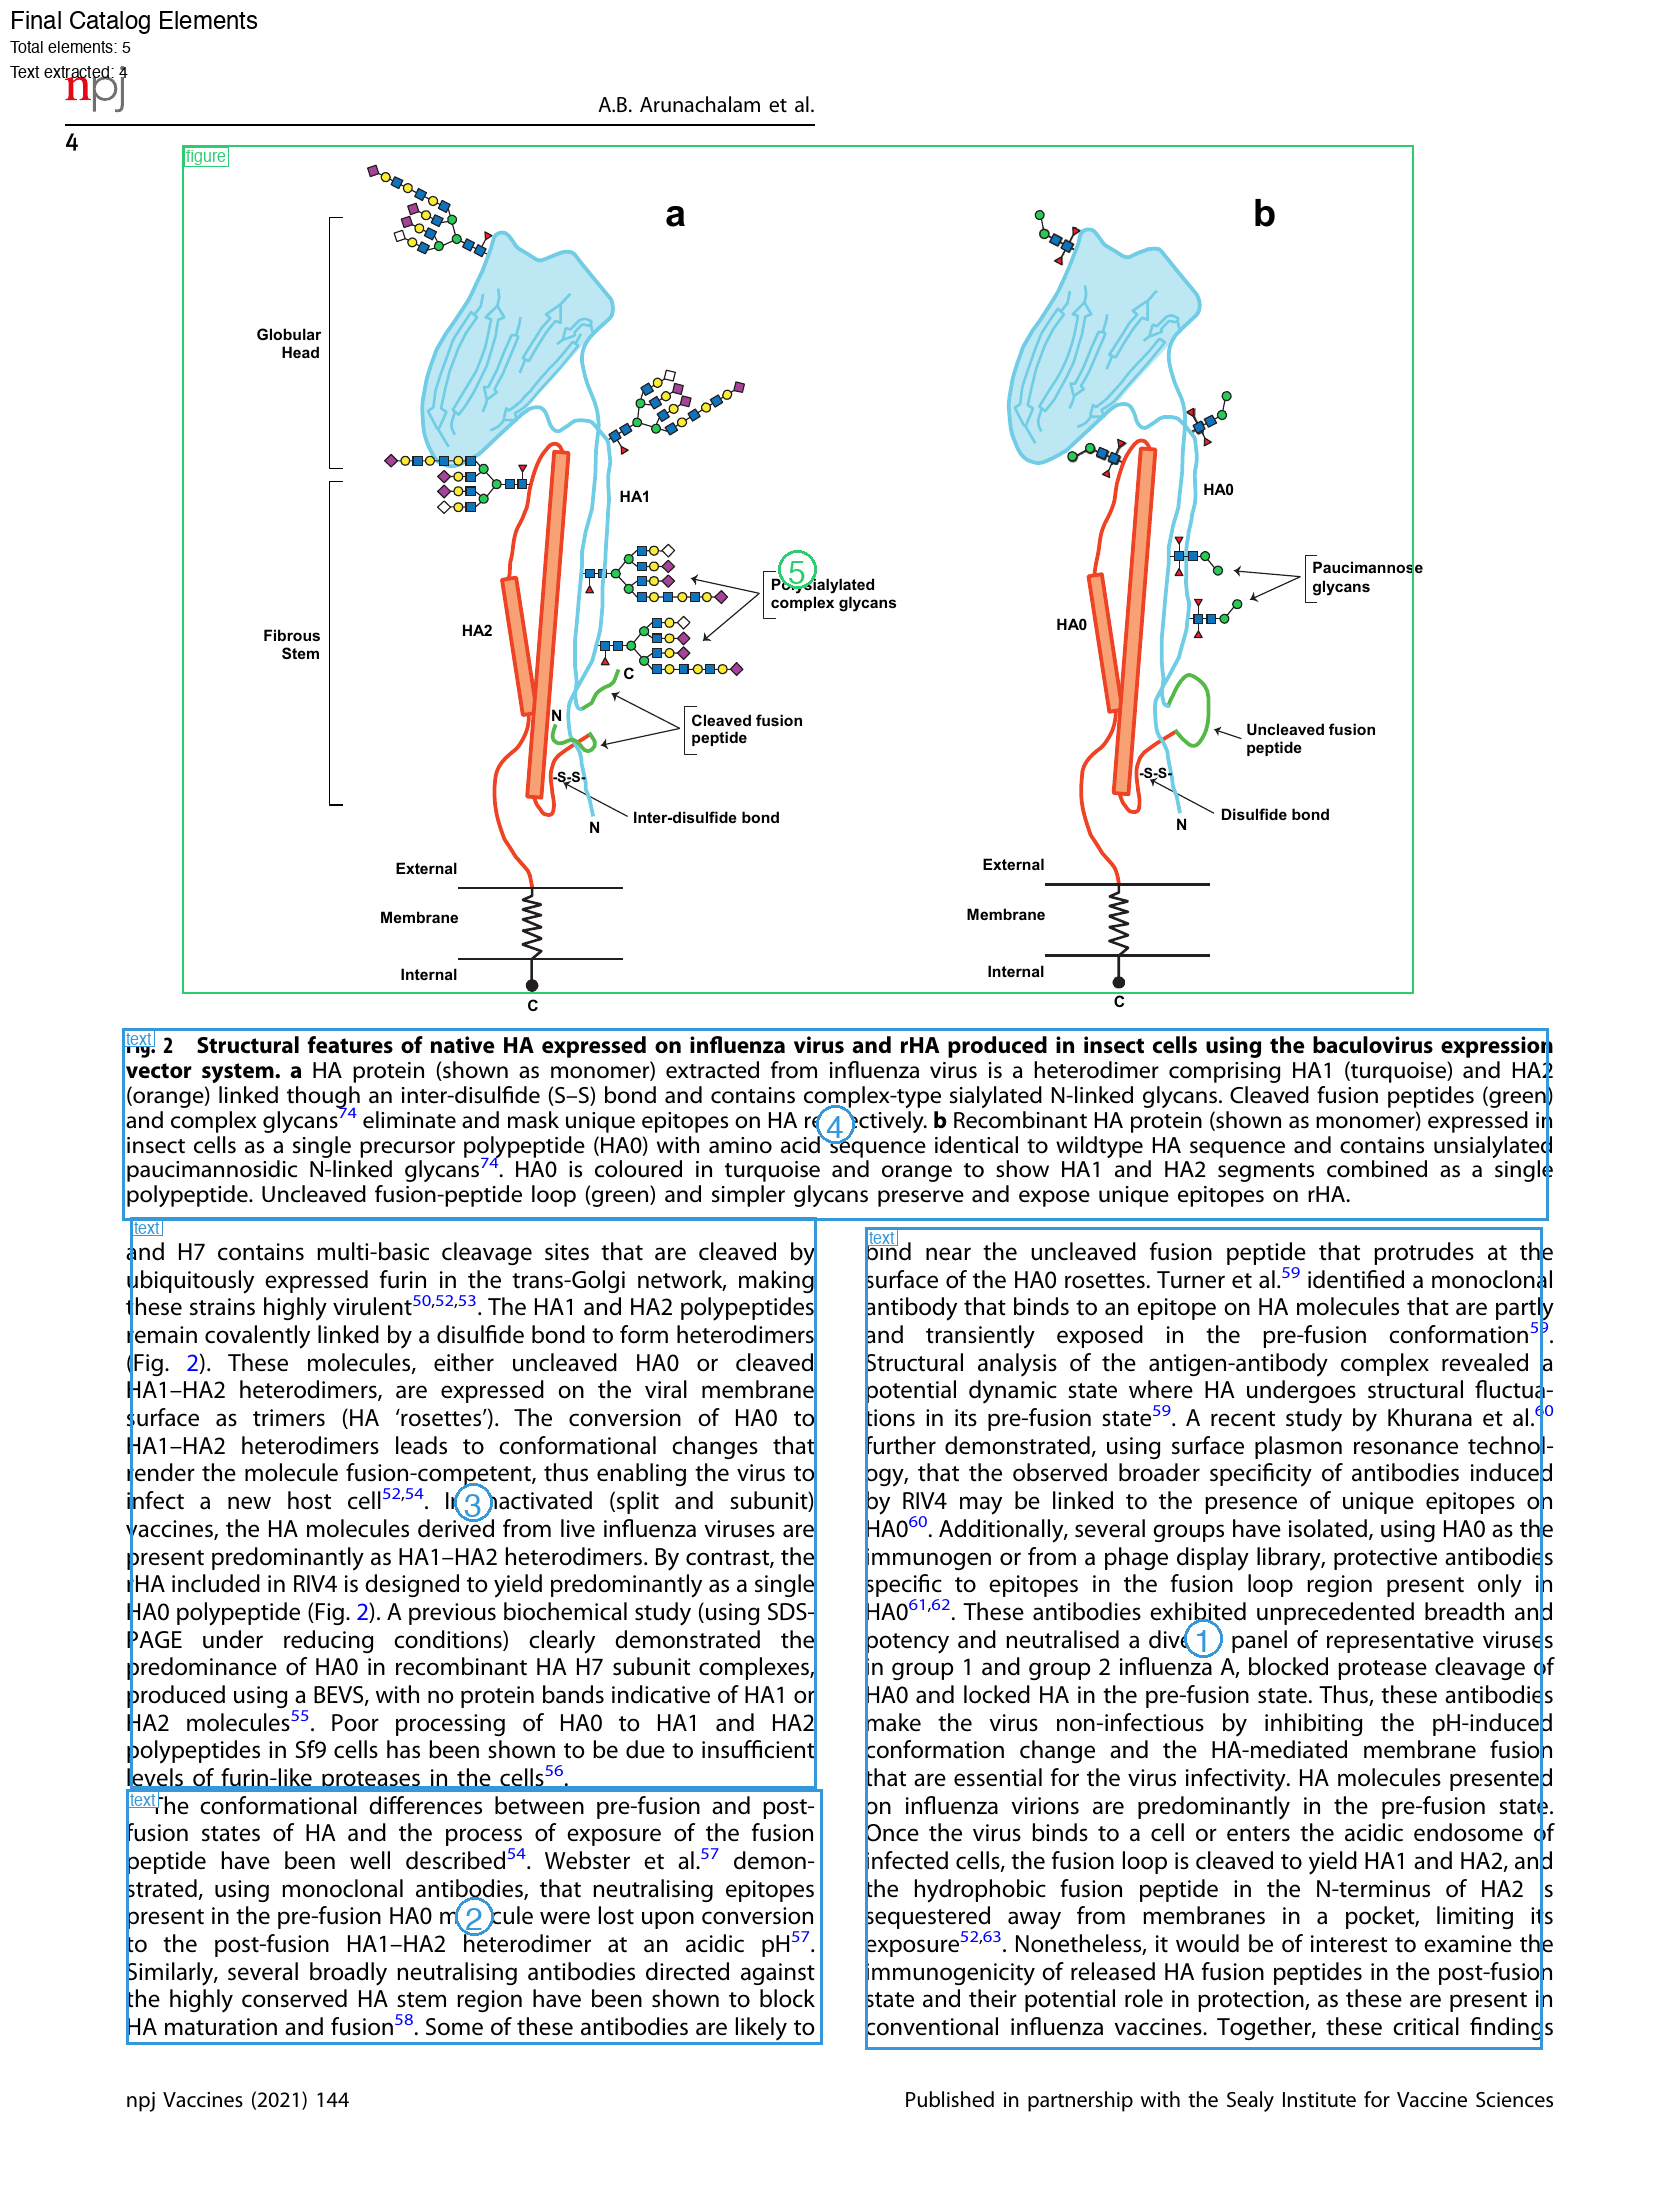 Final Catalog Elements
Total elements: 5
Text extracted: 4
npj
A.B. Arunachalam et al.
4
figure
a
b
Globular
Head
HA1
HA0
5
Polysialylated
complex glycans
Paucimannose
glycans
Fibrous
Stem
HA2
HA0
C
N
Cleaved fusion
peptide
Uncleaved fusion
peptide
-S-S-
-S-S-
Inter-disulfide bond
Disulfide bond
N
N
External
External
Membrane
Membrane
Internal
Internal
C
C
text
Fig. 2 Structural features of native HA expressed on influenza virus and rHA produced in insect cells using the baculovirus expression
vector system. a HA protein (shown as monomer) extracted from influenza virus is a heterodimer comprising HA1 (turquoise) and HA2
(orange) linked though an inter-disulfide (S–S) bond and contains complex-type sialylated N-linked glycans. Cleaved fusion peptides (green)
and complex glycans74 eliminate and mask unique epitopes on HA respectively. b Recombinant HA protein (shown as monomer) expressed in
4
insect cells as a single precursor polypeptide (HA0) with amino acid sequence identical to wildtype HA sequence and contains unsialylated
paucimannosidic N-linked glycans74. HA0 is coloured in turquoise and orange to show HA1 and HA2 segments combined as a single
polypeptide. Uncleaved fusion-peptide loop (green) and simpler glycans preserve and expose unique epitopes on rHA.
text
and H7 contains multi-basic cleavage sites that are cleaved by
ubiquitously expressed furin in the trans-Golgi network, making
these strains highly virulent50,52,53. The HA1 and HA2 polypeptides
remain covalently linked by a disulfide bond to form heterodimers
(Fig. 2). These molecules, either uncleaved HA0 or cleaved
HA1–HA2 heterodimers, are expressed on the viral membrane
surface as trimers (HA ‘rosettes’). The conversion of HA0 to
HA1–HA2 heterodimers leads to conformational changes that
render the molecule fusion-competent, thus enabling the virus to
infect a new host cell52,54. In inactivated (split and subunit)
3
vaccines, the HA molecules derived from live influenza viruses are
present predominantly as HA1–HA2 heterodimers. By contrast, the
rHA included in RIV4 is designed to yield predominantly as a single
HA0 polypeptide (Fig. 2). A previous biochemical study (using SDS-
PAGE under reducing conditions) clearly demonstrated the
predominance of HA0 in recombinant HA H7 subunit complexes,
produced using a BEVS, with no protein bands indicative of HA1 or
HA2 molecules55. Poor processing of HA0 to HA1 and HA2
polypeptides in Sf9 cells has been shown to be due to insufficient
levels of furin-like proteases in the cells56.
text
The conformational differences between pre-fusion and post-
fusion states of HA and the process of exposure of the fusion
peptide have been well described54. Webster et al.57 demon-
strated, using monoclonal antibodies, that neutralising epitopes
present in the pre-fusion HA0 molecule were lost upon conversion
2
to the post-fusion HA1–HA2 heterodimer at an acidic pH57.
Similarly, several broadly neutralising antibodies directed against
the highly conserved HA stem region have been shown to block
HA maturation and fusion58. Some of these antibodies are likely to
text
bind near the uncleaved fusion peptide that protrudes at the
surface of the HA0 rosettes. Turner et al.59 identified a monoclonal
antibody that binds to an epitope on HA molecules that are partly
and transiently exposed in the pre-fusion conformation59.
Structural analysis of the antigen-antibody complex revealed a
potential dynamic state where HA undergoes structural fluctua-
tions in its pre-fusion state59. A recent study by Khurana et al.60
further demonstrated, using surface plasmon resonance technol-
ogy, that the observed broader specificity of antibodies induced
by RIV4 may be linked to the presence of unique epitopes on
HA060. Additionally, several groups have isolated, using HA0 as the
immunogen or from a phage display library, protective antibodies
specific to epitopes in the fusion loop region present only in
HA061,62. These antibodies exhibited unprecedented breadth and
potency and neutralised a diverse panel of representative viruses
1
in group 1 and group 2 influenza A, blocked protease cleavage of
HA0 and locked HA in the pre-fusion state. Thus, these antibodies
make the virus non-infectious by inhibiting the pH-induced
conformation change and the HA-mediated membrane fusion
that are essential for the virus infectivity. HA molecules presented
on influenza virions are predominantly in the pre-fusion state.
Once the virus binds to a cell or enters the acidic endosome of
infected cells, the fusion loop is cleaved to yield HA1 and HA2, and
the hydrophobic fusion peptide in the N-terminus of HA2 is
sequestered away from membranes in a pocket, limiting its
exposure52,63. Nonetheless, it would be of interest to examine the
immunogenicity of released HA fusion peptides in the post-fusion
state and their potential role in protection, as these are present in
conventional influenza vaccines. Together, these critical findings
npj Vaccines (2021) 144
Published in partnership with the Sealy Institute for Vaccine Sciences